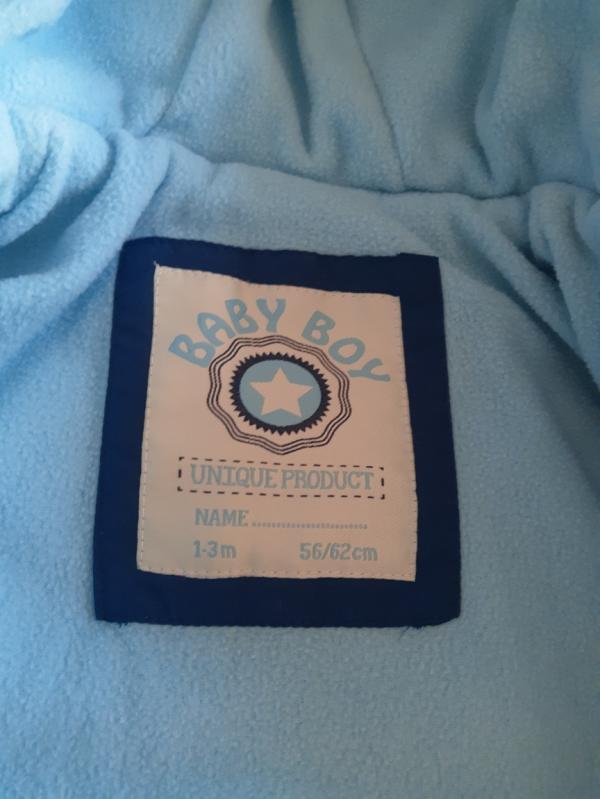 BABY BOY
UNIQUE PRODUCT
NAME ........................
1-3m 56/62cm